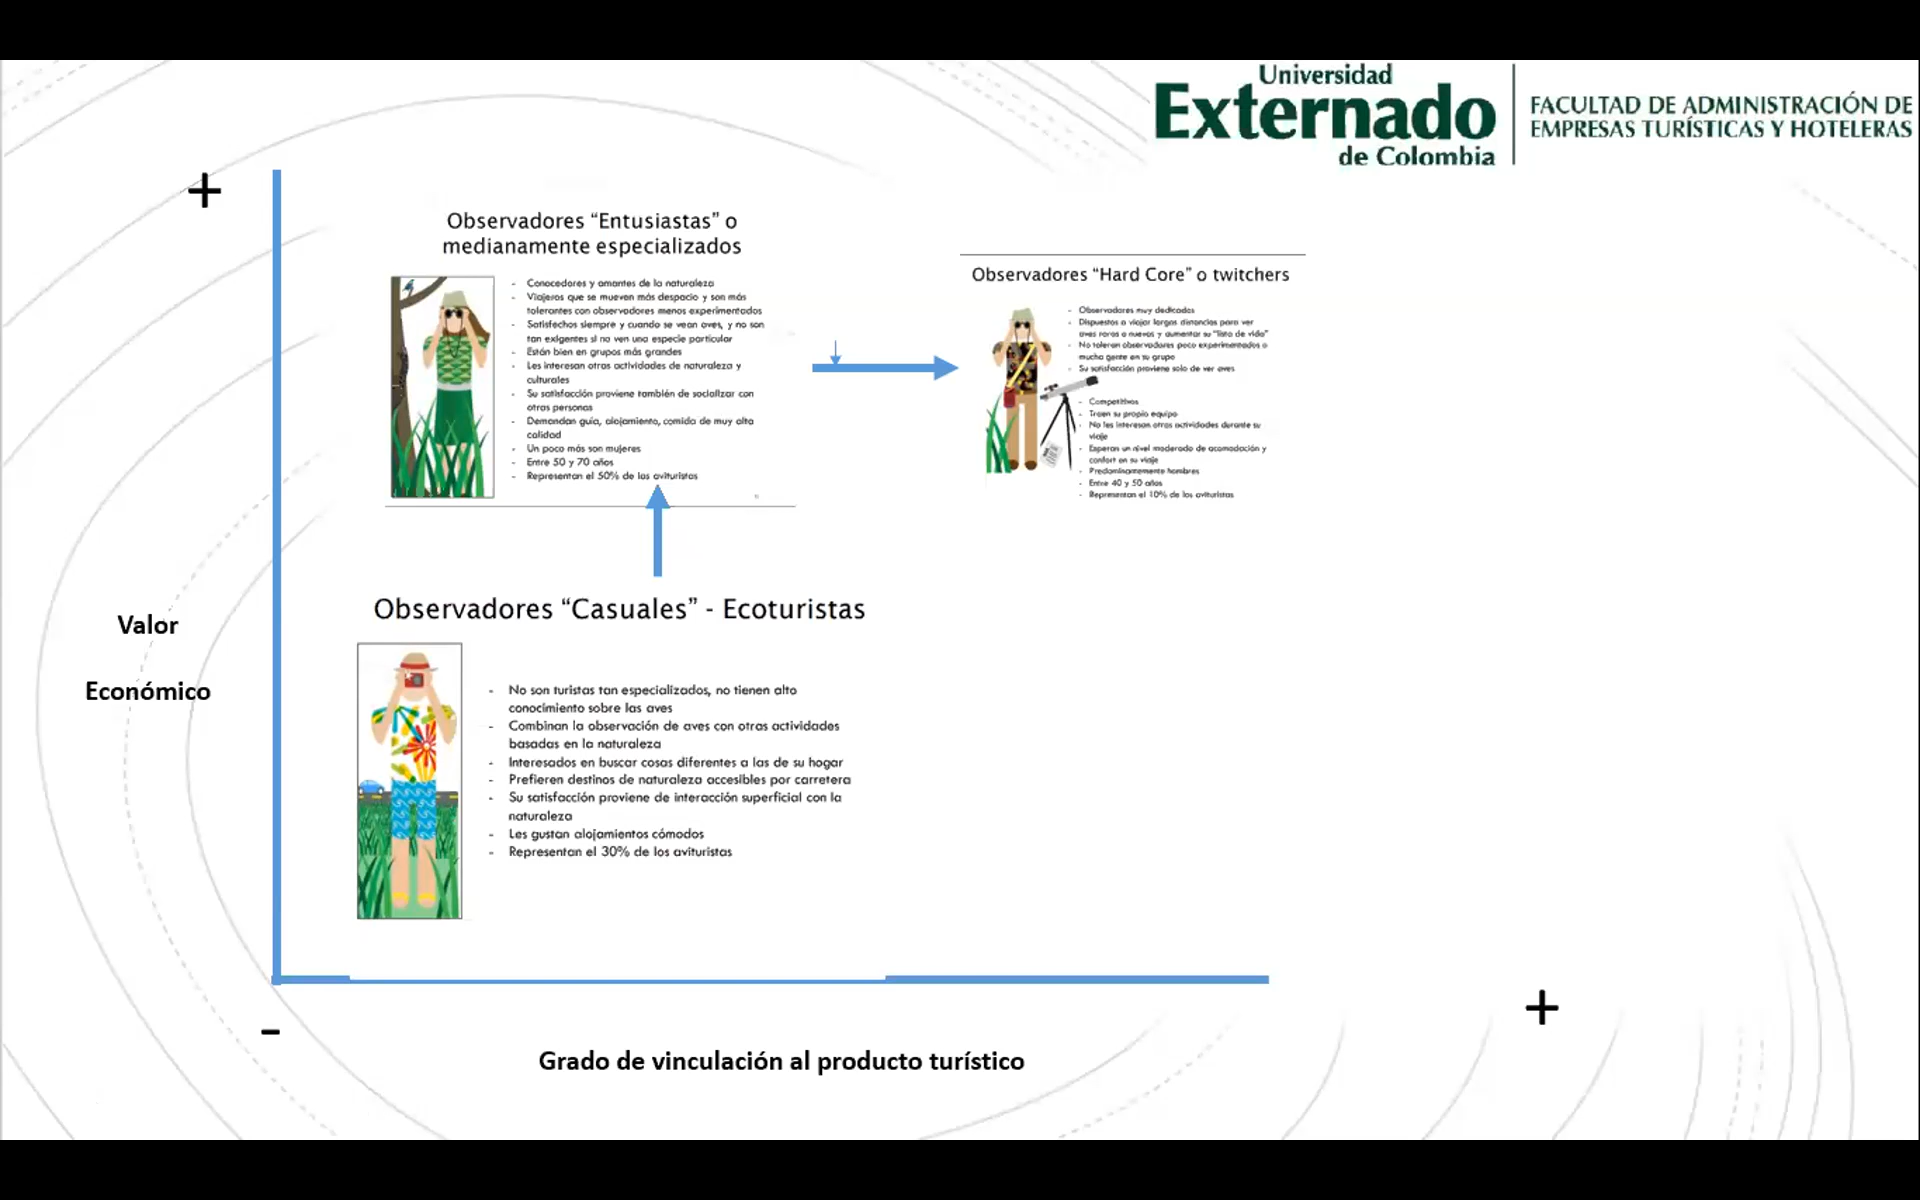 Universidad
Externado
de Colombia
FACULTAD DE ADMINISTRACIÓN DE
EMPRESAS TURÍSTICAS Y HOTELERAS
+
Observadores “Entusiastas” o
medianamente especializados
- Conocedores y amantes de la naturaleza
- Viajeros que se mueven más despacio y son más
tolerantes con observadores menos experimentados
- Satisfechos siempre y cuando se vean aves, y no son
tan exigentes si no ven una especie particular
- Están bien en grupos más grandes
- Les interesan otras actividades de naturaleza y
culturales
- Su satisfacción proviene también de socializar con
otras personas
- Demandan guía, alojamiento, comida de muy alta
calidad
- Un poco más son mujeres
- Entre 50 y 70 años
- Representan el 50% de los avituristas
Observadores “Hard Core” o twitchers
- Observadores muy dedicados
- Dispuestos a viajar largas distancias para ver
aves raras o nuevas y aumentar su “lista de vida”
- No toleran observadores poco experimentados o
mucha gente en su grupo
- Su satisfacción proviene solo de ver aves
- Competitivos
- Traen su propio equipo
- No les interesan otras actividades durante su
viaje
- Esperan un nivel moderado de acomodación y
confort en su viaje
- Predominantemente hombres
- Entre 40 y 50 años
- Representan el 10% de los avituristas
Observadores “Casuales” - Ecoturistas
- No son turistas tan especializados, no tienen alto
conocimiento sobre las aves
- Combinan la observación de aves con otras actividades
basadas en la naturaleza
- Interesados en buscar cosas diferentes a las de su hogar
- Prefieren destinos de naturaleza accesibles por carretera
- Su satisfacción proviene de interacción superficial con la
naturaleza
- Les gustan alojamientos cómodos
- Representan el 30% de los avituristas
Valor
Económico
-
+
Grado de vinculación al producto turístico